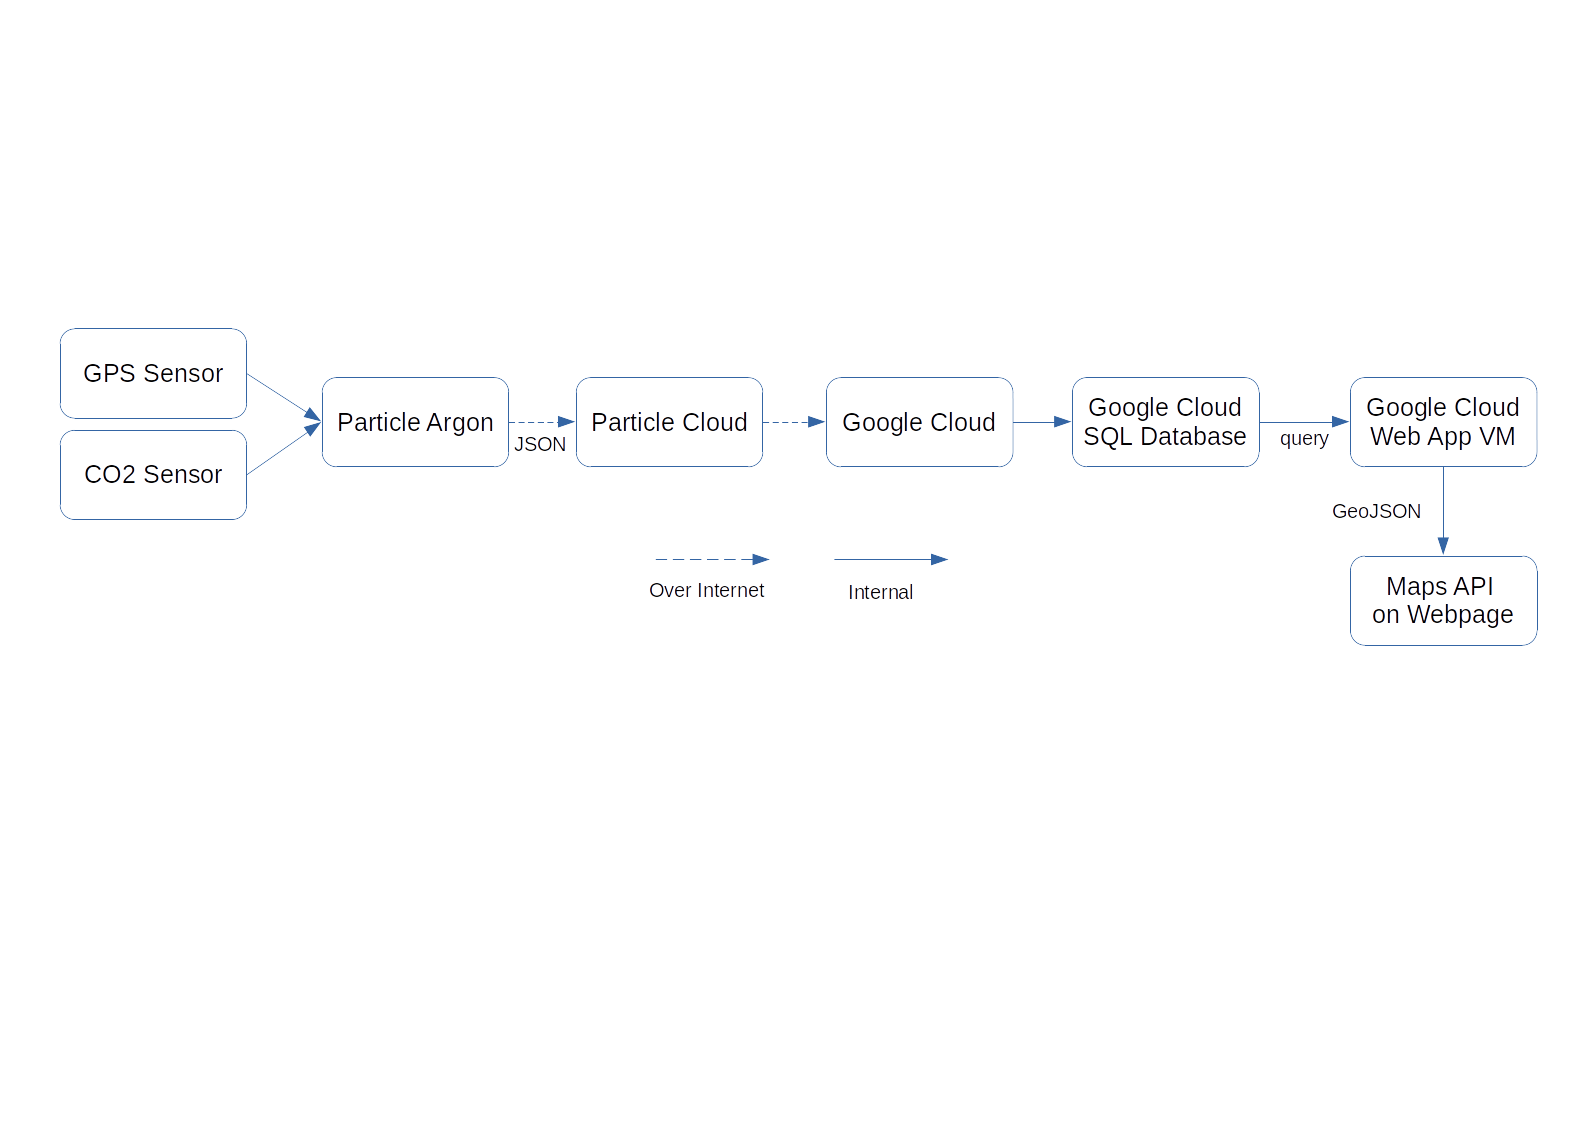 GPS Sensor
CO2 Sensor
Particle Argon
JSON
Particle Cloud
Google Cloud
Google Cloud
SQL Database
query
Google Cloud
Web App VM
GeoJSON
Maps API
on Webpage
Over Internet
Internal